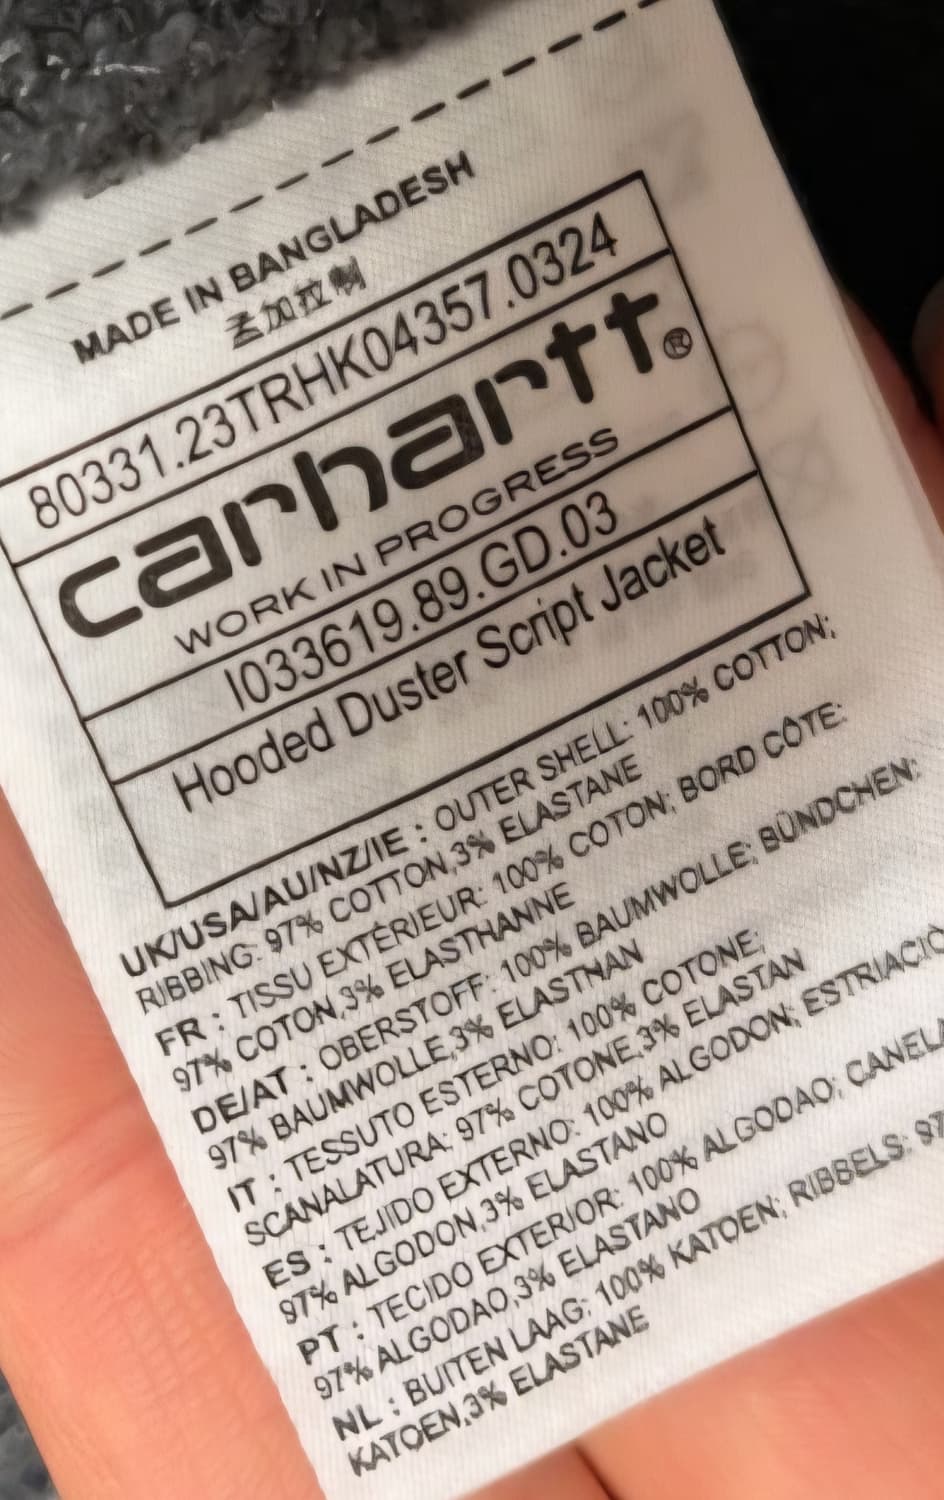 MADE IN BANGLADESH
孟加拉制
80331.23TRHK04357.0324
carhartt®
WORK IN PROGRESS
I033619.89.GD.03
Hooded Duster Script Jacket
UK/USA/AU/NZ/IE : OUTER SHELL: 100% COTTON;
RIBBING: 97% COTTON,3% ELASTANE
FR : TISSU EXTÉRIEUR: 100% COTON; BORD CÔTE:
97% COTON,3% ELASTHANNE
DE/AT : OBERSTOFF: 100% BAUMWOLLE; BÜNDCHEN:
97% BAUMWOLLE,3% ELASTHAN
IT : TESSUTO ESTERNO: 100% COTONE;
SCANALATURA: 97% COTONE,3% ELASTAN
ES : TEJIDO EXTERNO: 100% ALGODON; ESTRIACIÓ
97% ALGODON,3% ELASTANO
PT : TECIDO EXTERIOR: 100% ALGODAO; CANELA
97% ALGODAO,3% ELASTANO
NL : BUITEN LAAG: 100% KATOEN; RIBBELS: 97
KATOEN,3% ELASTANE